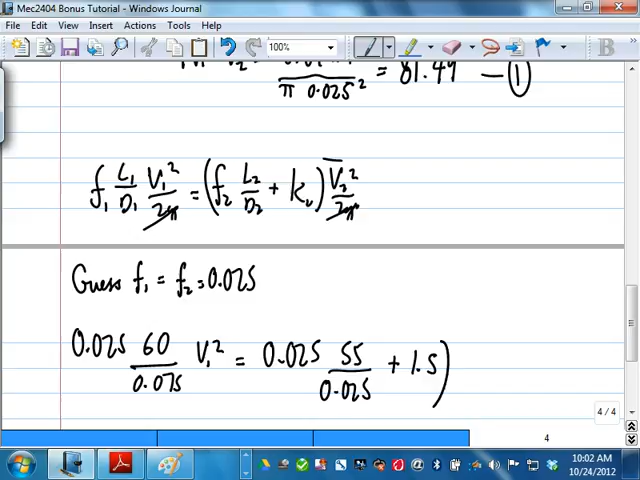 Mec2404 Bonus Tutorial - Windows Journal
File Edit View Insert Actions Tools Help
100%
B
π 0.025² = 81.49 — ①
f₁ L₁/D₁ V₁²/2g = (f₂ L₂/D₂ + k₂) V₂²/2g
Guess f₁ = f₂ = 0.025
0.025 60/0.075 V₁² = 0.025 55/0.025 + 1.5)
4 / 4
4
10:02 AM
10/24/2012